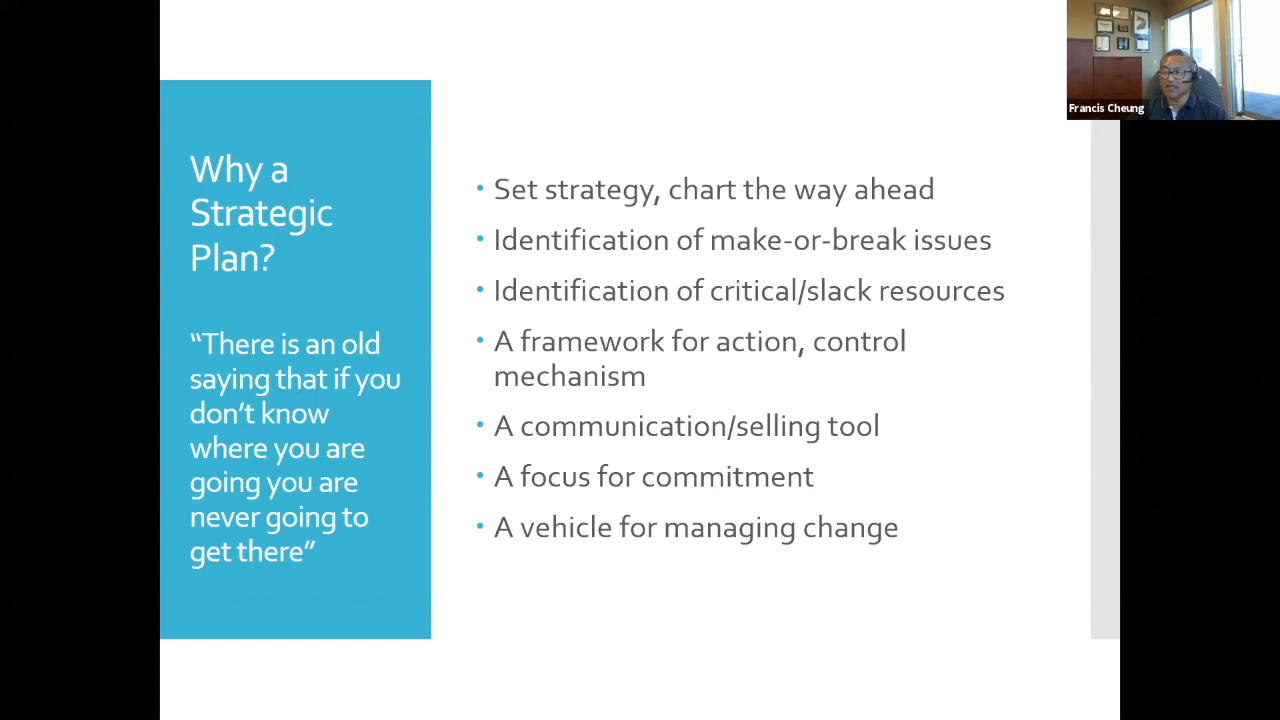 Why a
Strategic
Plan?
“There is an old
saying that if you
don’t know
where you are
going you are
never going to
get there”
• Set strategy, chart the way ahead
• Identification of make-or-break issues
• Identification of critical/slack resources
• A framework for action, control
mechanism
• A communication/selling tool
• A focus for commitment
• A vehicle for managing change
Francis Cheung